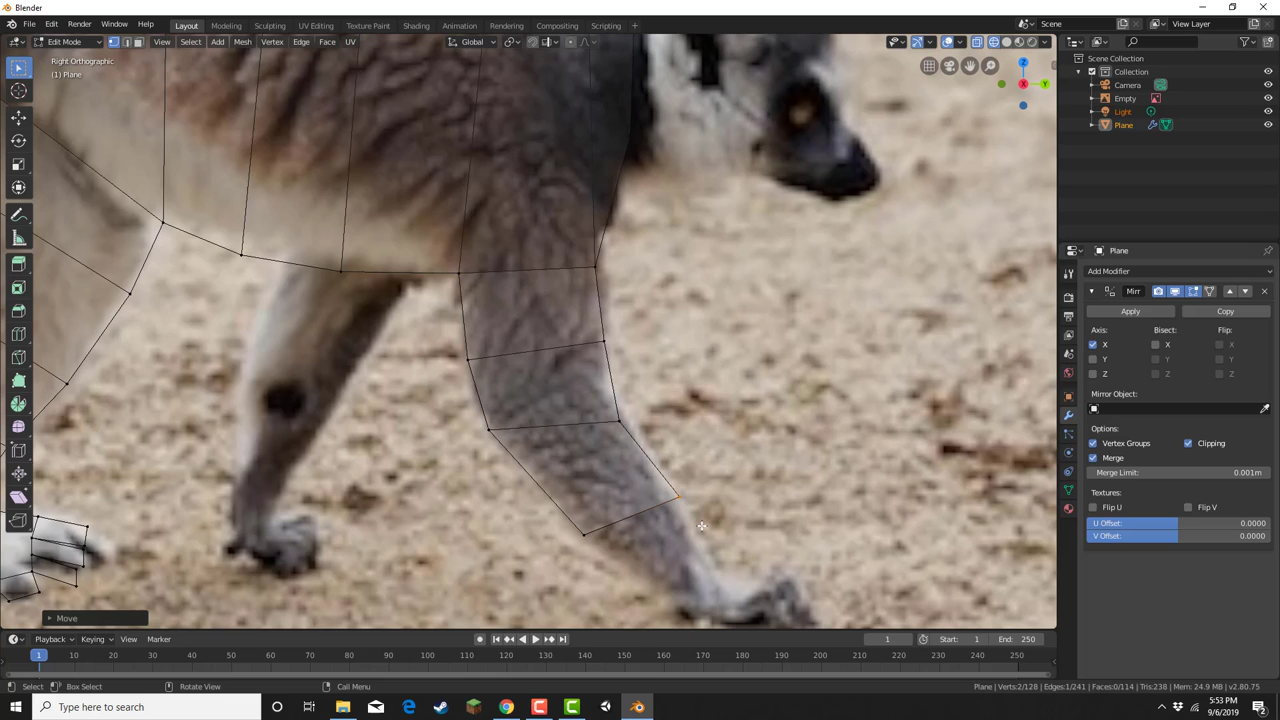 Blender
File Edit Render Window Help
Layout Modeling Sculpting UV Editing Texture Paint Shading Animation Rendering Compositing Scripting
Scene
View Layer
Edit Mode
View Select Add Mesh Vertex Edge Face UV
Global
Right Orthographic
(1) Plane
Z
X
Y
Scene Collection
Collection
Camera
Empty
Light
Plane
Plane
Add Modifier
Mirr
Apply
Copy
Axis: Bisect: Flip:
X X X
Y Y Y
Z Z Z
Mirror Object:
Options:
Vertex Groups
Clipping
Merge
Merge Limit: 0.001m
Textures:
Flip U
Flip V
U Offset: 0.0000
V Offset: 0.0000
Move
Playback Keying View Marker
1
Start: 1
End: 250
1 10 20 30 40 50 60 70 80 90 100 110 120 130 140 150 160 170 180 190 200 210 220 230 240 250
Select Box Select Rotate View Call Menu
Plane | Verts:2/128 | Edges:1/241 | Faces:0/114 | Tris:238 | Mem: 24.9 MB | v2.80.75
Type here to search
5:53 PM
9/6/2019